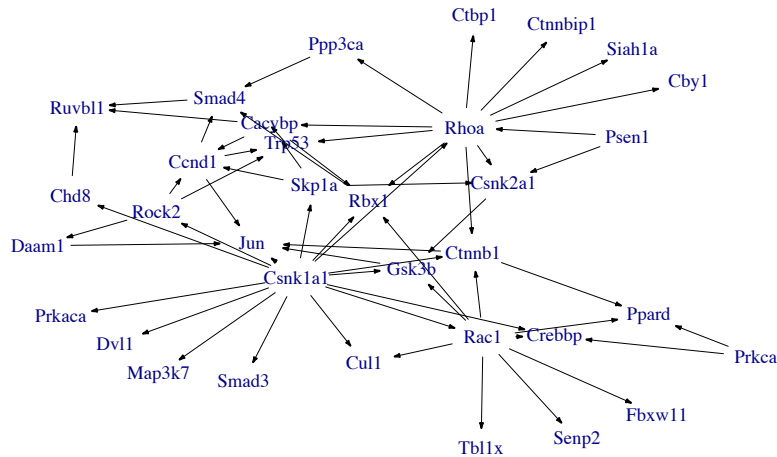 Ctbp1
Ctnnbip1
Ppp3ca
Siah1a
Cby1
Smad4
Ruvbl1
Cacybp
Rhoa
Psen1
Trp53
Ccnd1
Skp1a
Csnk2a1
Chd8
Rbx1
Rock2
Daam1
Jun
Ctnnb1
Gsk3b
Csnk1a1
Prkaca
Ppard
Dvl1
Rac1
Crebbp
Prkca
Cul1
Map3k7
Smad3
Fbxw11
Senp2
Tbl1x